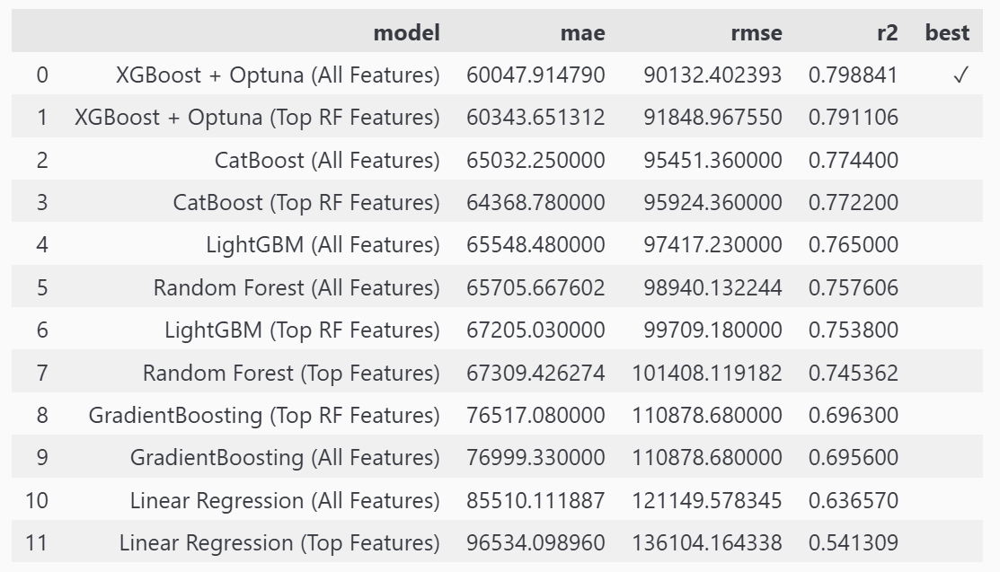 model mae rmse r2 best
0 XGBoost + Optuna (All Features) 60047.914790 90132.402393 0.798841 ✓
1 XGBoost + Optuna (Top RF Features) 60343.651312 91848.967550 0.791106
2 CatBoost (All Features) 65032.250000 95451.360000 0.774400
3 CatBoost (Top RF Features) 64368.780000 95924.360000 0.772200
4 LightGBM (All Features) 65548.480000 97417.230000 0.765000
5 Random Forest (All Features) 65705.667602 98940.132244 0.757606
6 LightGBM (Top RF Features) 67205.030000 99709.180000 0.753800
7 Random Forest (Top Features) 67309.426274 101408.119182 0.745362
8 GradientBoosting (Top RF Features) 76517.080000 110878.680000 0.696300
9 GradientBoosting (All Features) 76999.330000 110878.680000 0.695600
10 Linear Regression (All Features) 85510.111887 121149.578345 0.636570
11 Linear Regression (Top Features) 96534.098960 136104.164338 0.541309